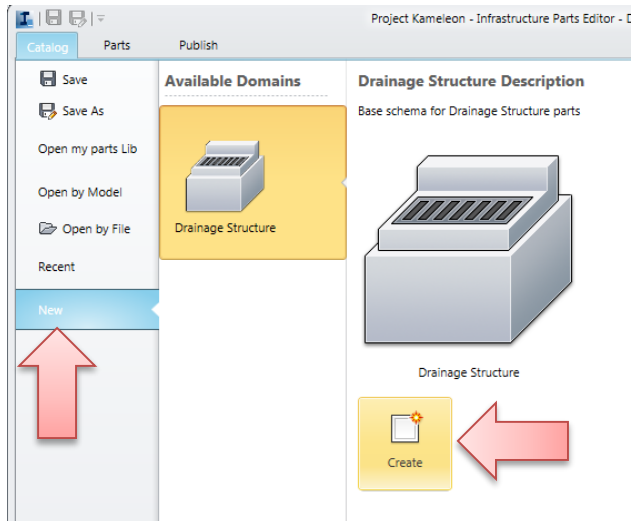 Project Kameleon - Infrastructure Parts Editor - D
Catalog Parts Publish
Save
Save As
Open my parts Lib
Open by Model
Open by File
Recent
New
Available Domains
Drainage Structure
Drainage Structure Description
Base schema for Drainage Structure parts
Drainage Structure
Create